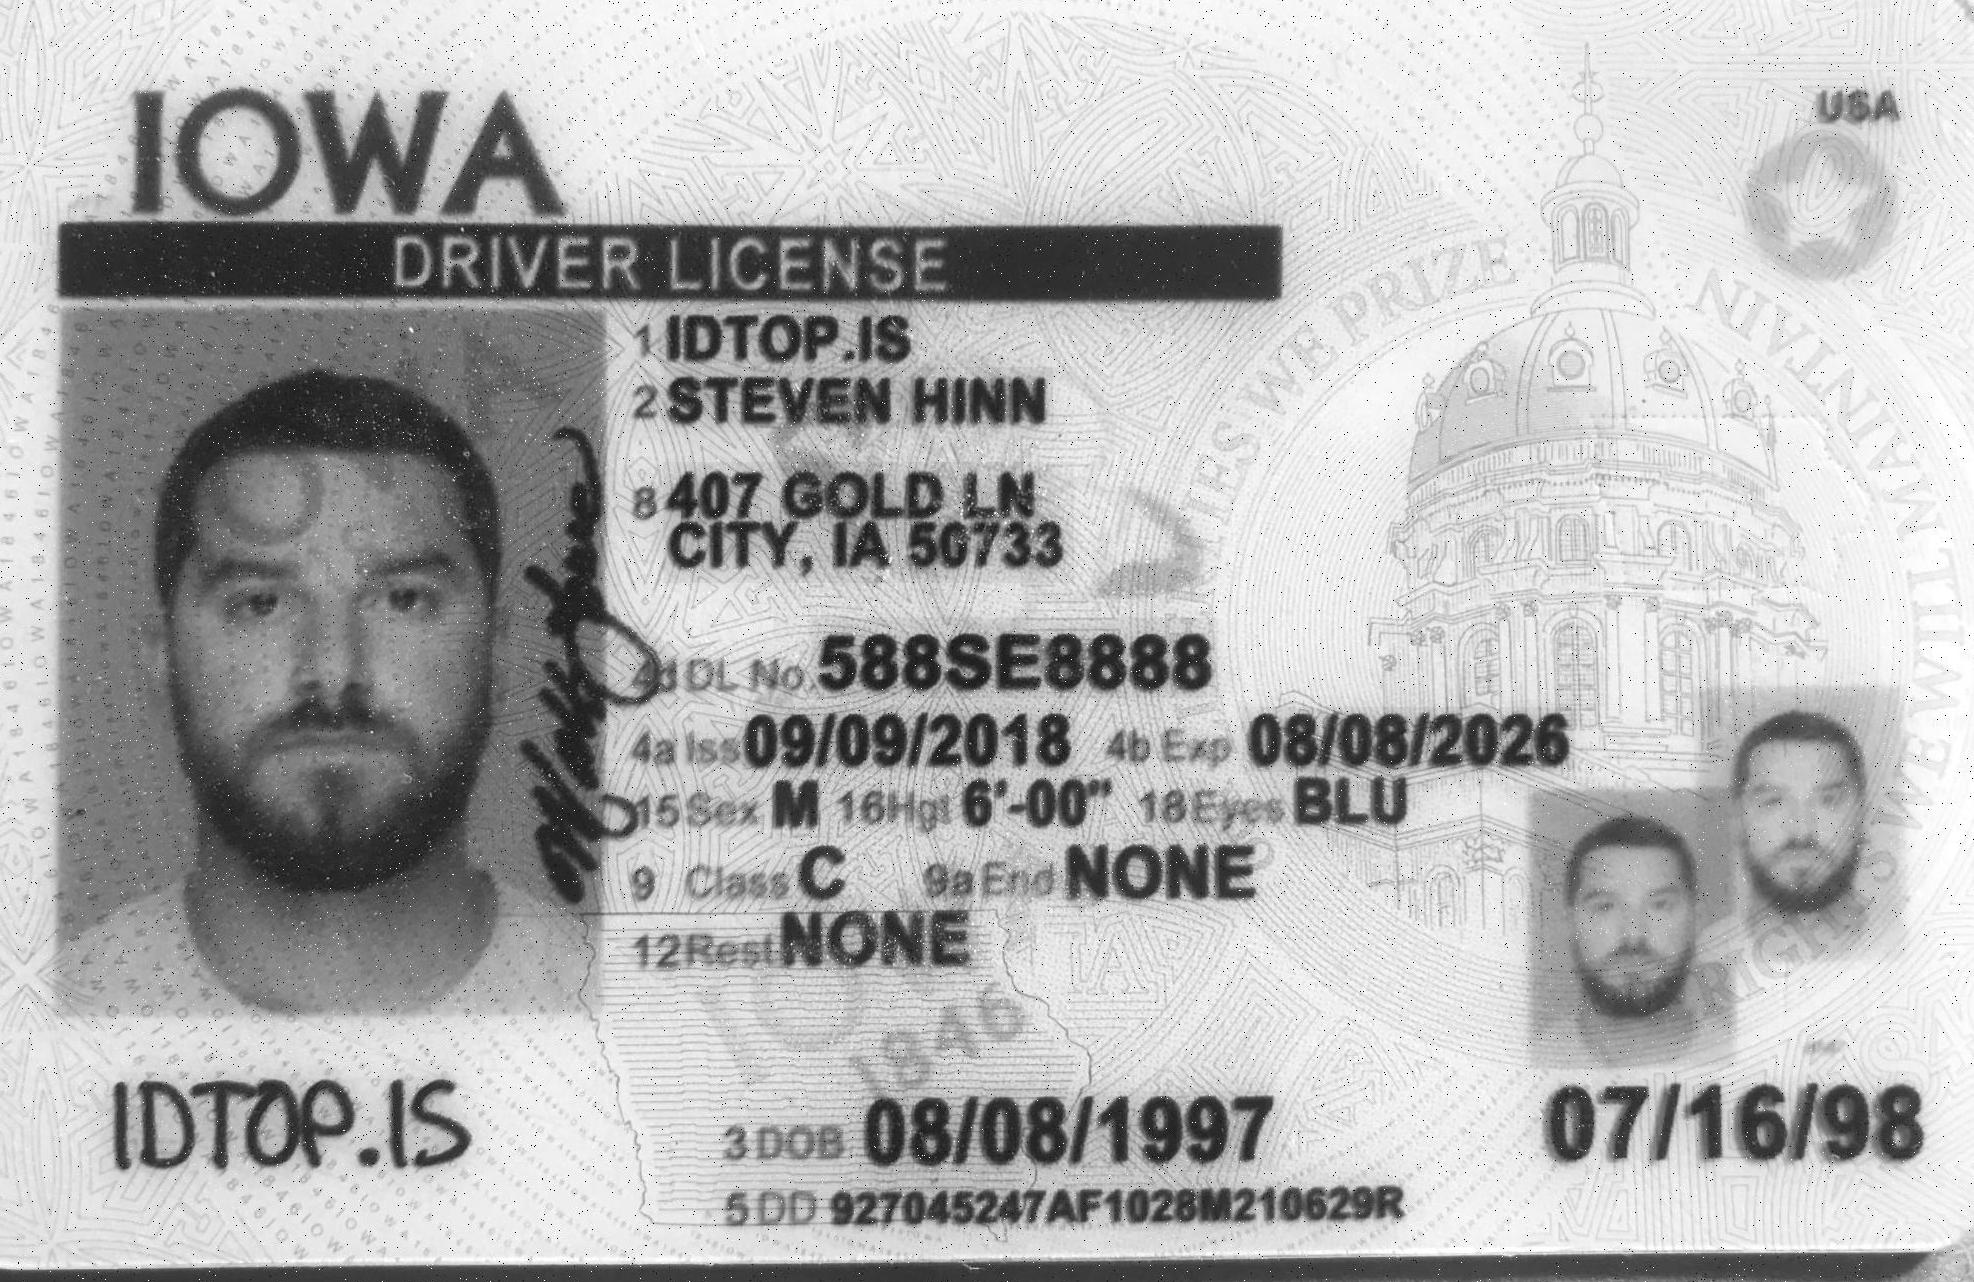 IOWA
USA
DRIVER LICENSE
1 IDTOP.IS
2 STEVEN HINN
8 407 GOLD LN
CITY, IA 50733
4d DL No. 588SE8888
4a Iss 09/09/2018 4b Exp 08/08/2026
15 Sex M 16 Hgt 6'-00" 18 Eyes BLU
9 Class C 9a End NONE
12 Rest NONE
WE PRIZE
MAINTAIN
IA
1846
IDTOP.IS
3 DOB 08/08/1997
07/16/98
5 DD 927045247AF1028M210629R